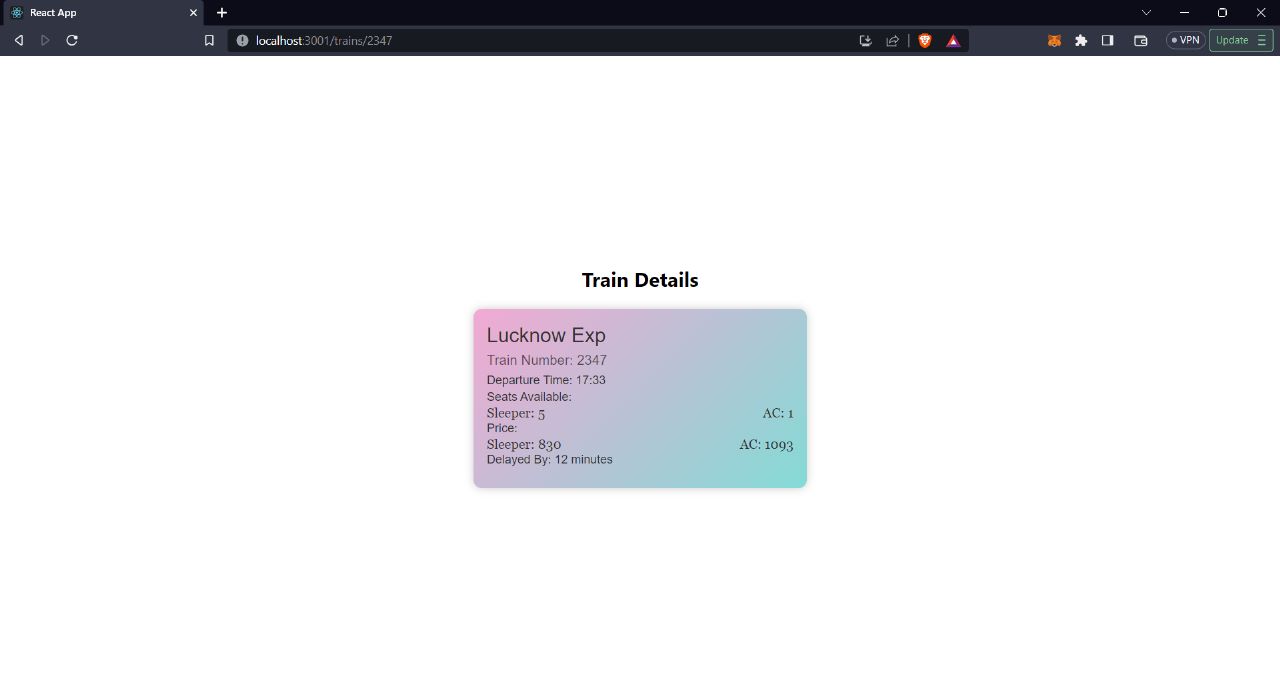 React App
localhost:3001/trains/2347
VPN
Update
Train Details
Lucknow Exp
Train Number: 2347
Departure Time: 17:33
Seats Available:
Sleeper: 5 AC: 1
Price:
Sleeper: 830 AC: 1093
Delayed By: 12 minutes